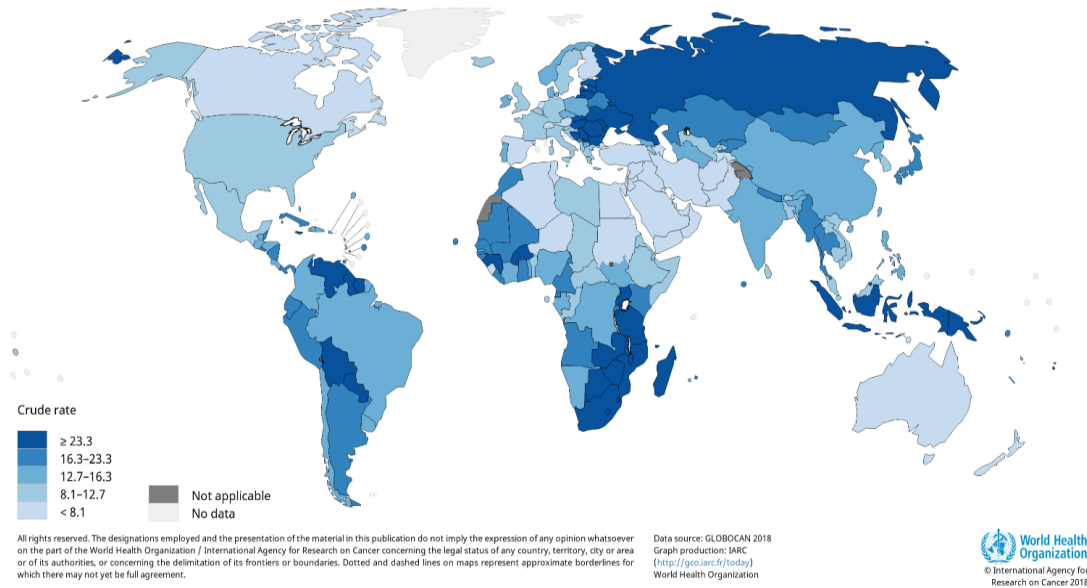 Crude rate
≥ 23.3
16.3–23.3
12.7–16.3
8.1–12.7
< 8.1
Not applicable
No data
All rights reserved. The designations employed and the presentation of the material in this publication do not imply the expression of any opinion whatsoever
on the part of the World Health Organization / International Agency for Research on Cancer concerning the legal status of any country, territory, city or area
or of its authorities, or concerning the delimitation of its frontiers or boundaries. Dotted and dashed lines on maps represent approximate borderlines for
which there may not yet be full agreement.
Data source: GLOBOCAN 2018
Graph production: IARC
(http://gco.iarc.fr/today)
World Health Organization
World Health
Organization
© International Agency for
Research on Cancer 2018